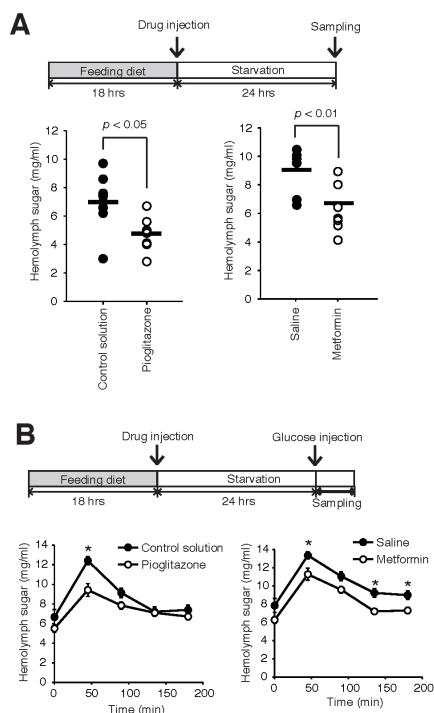 A
Drug injection
Sampling
Feeding diet
Starvation
18 hrs
24 hrs
p < 0.05
p < 0.01
Hemolymph sugar (mg/ml)
12
10
8
6
4
2
0
Control solution
Pioglitazone
Hemolymph sugar (mg/ml)
12
10
8
6
4
2
0
Saline
Metformin
B
Drug injection
Glucose injection
Feeding diet
Starvation
18 hrs
24 hrs
Sampling
Hemolymph sugar (mg/ml)
14
12
10
8
6
4
2
0
*
Control solution
Pioglitazone
0 50 100 150 200
Time (min)
Hemolymph sugar (mg/ml)
14
12
10
8
6
4
2
0
* * *
Saline
Metformin
0 50 100 150 200
Time (min)